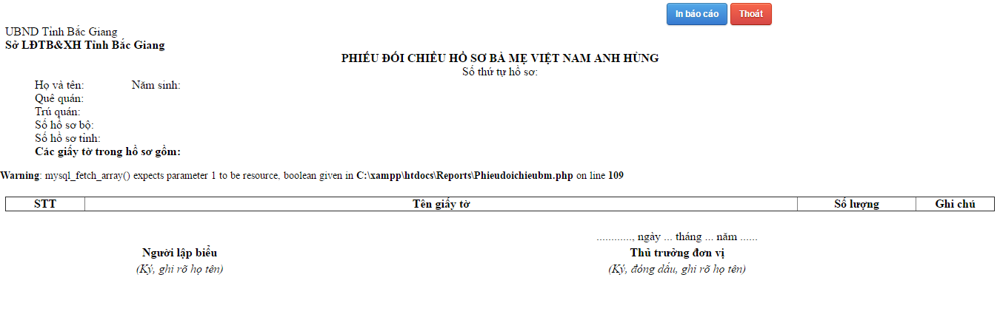 In báo cáo Thoát
UBND Tỉnh Bắc Giang
Sở LĐTB&XH Tỉnh Bắc Giang
PHIẾU ĐỐI CHIẾU HỒ SƠ BÀ MẸ VIỆT NAM ANH HÙNG
Số thứ tự hồ sơ:
Họ và tên: Năm sinh:
Quê quán:
Trú quán:
Số hồ sơ bộ:
Số hồ sơ tỉnh:
Các giấy tờ trong hồ sơ gồm:
Warning: mysql_fetch_array() expects parameter 1 to be resource, boolean given in C:\xampp\htdocs\Reports\Phieudoichieubm.php on line 109
STT Tên giấy tờ Số lượng Ghi chú
............., ngày ... tháng ... năm ......
Người lập biểu Thủ trưởng đơn vị
(Ký, ghi rõ họ tên) (Ký, đóng dấu, ghi rõ họ tên)